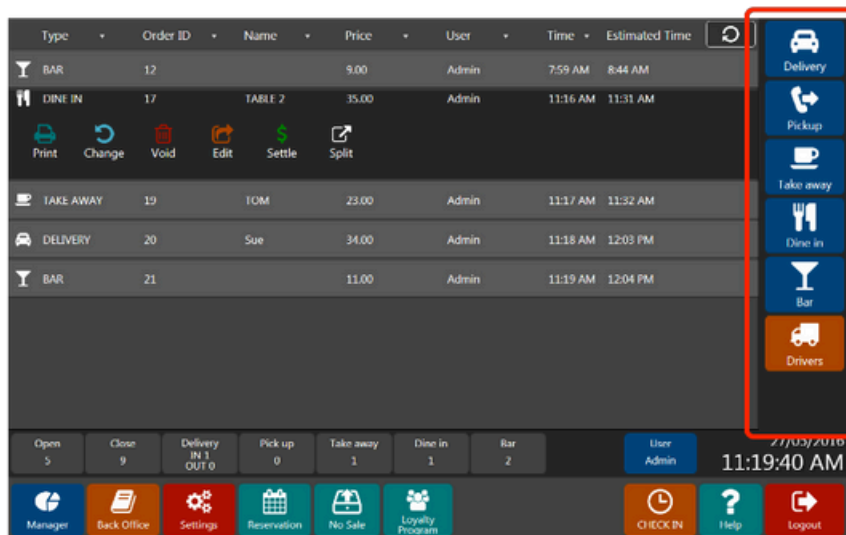 Type Order ID Name Price User Time Estimated Time
BAR 12 9.00 Admin 7:59 AM 8:44 AM
DINE IN 17 TABLE 2 35.00 Admin 11:16 AM 11:31 AM
Print Change Void Edit Settle Split
TAKE AWAY 19 TOM 23.00 Admin 11:17 AM 11:32 AM
DELIVERY 20 Sue 34.00 Admin 11:18 AM 12:03 PM
BAR 21 11.00 Admin 11:19 AM 12:04 PM
Delivery
Pickup
Take away
Dine in
Bar
Drivers
Open
5
Close
9
Delivery
IN 1
OUT 0
Pick up
0
Take away
1
Dine in
1
Bar
2
User
Admin
27/05/2016
11:19:40 AM
Manager
Back Office
Settings
Reservation
No Sale
Loyalty
Program
CHECK IN
Help
Logout